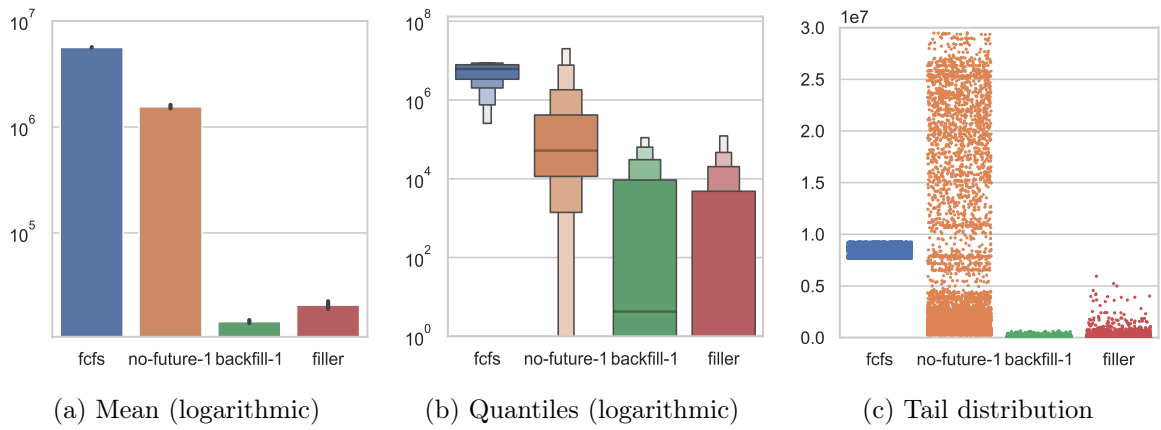 10^7
10^6
10^5
fcfs no-future-1 backfill-1 filler
(a) Mean (logarithmic)
10^8
10^6
10^4
10^2
10^0
fcfs no-future-1 backfill-1 filler
(b) Quantiles (logarithmic)
1e7
3.0
2.5
2.0
1.5
1.0
0.5
0.0
fcfs no-future-1 backfill-1 filler
(c) Tail distribution